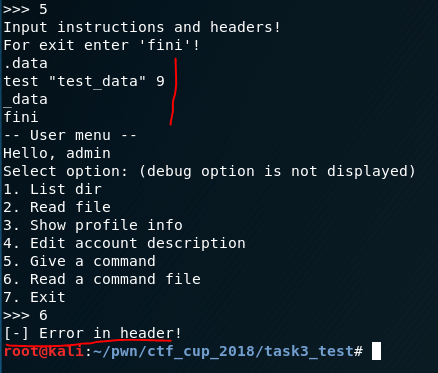 >>> 5
Input instructions and headers!
For exit enter 'fini'!
.data
test "test_data" 9
_data
fini
-- User menu --
Hello, admin
Select option: (debug option is not displayed)
1. List dir
2. Read file
3. Show profile info
4. Edit account description
5. Give a command
6. Read a command file
7. Exit
>>> 6
[-] Error in header!
root@kali:~/pwn/ctf_cup_2018/task3_test#